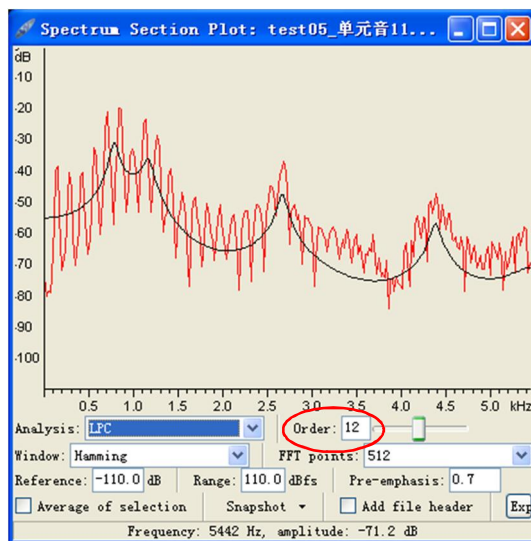 Spectrum Section Plot: test05_单元音11...
dB
-10
-20
-30
-40
-50
-60
-70
-80
-90
-100
0.5 1.0 1.5 2.0 2.5 3.0 3.5 4.0 4.5 5.0 kHz
Analysis: LPC Order: 12
Window: Hamming FFT points: 512
Reference: -110.0 dB Range: 110.0 dBfs Pre-emphasis: 0.7
Average of selection Snapshot Add file header Exp
Frequency: 5442 Hz, amplitude: -71.2 dB